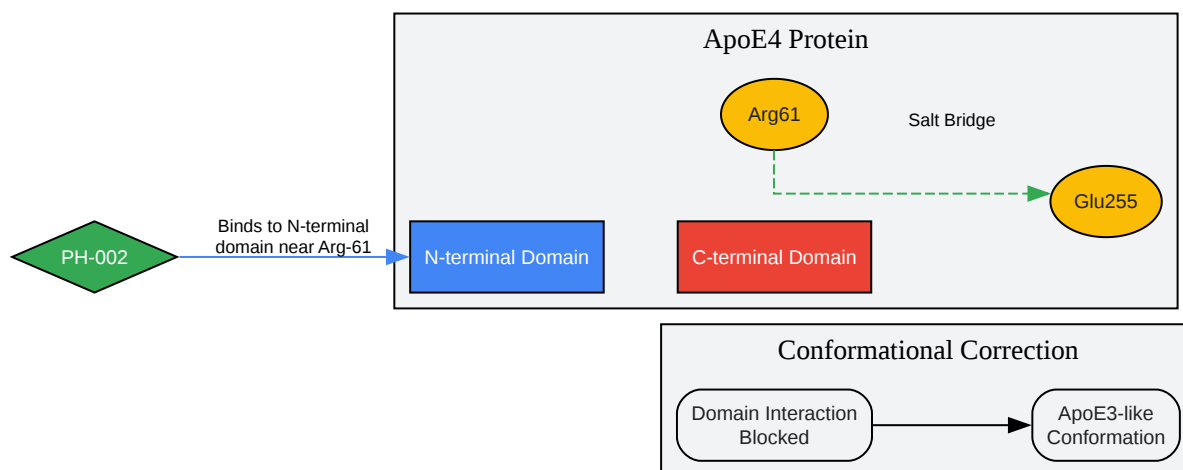 ApoE4 Protein
Arg61
Salt Bridge
Glu255
Binds to N-terminal
domain near Arg-61
PH-002
N-terminal Domain
C-terminal Domain
Conformational Correction
Domain Interaction
Blocked
ApoE3-like
Conformation